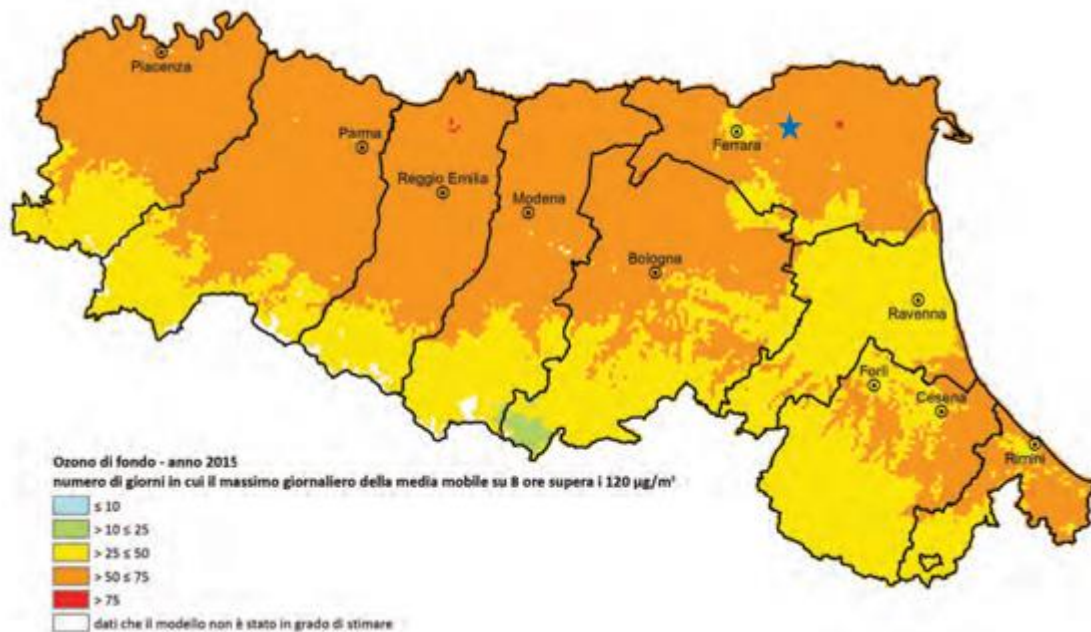 Piacenza
Parma
Ferrara
Reggio Emilia
Modena
Bologna
Ravenna
Forlì
Cesena
Rimini
Ozono di fondo - anno 2015
numero di giorni in cui il massimo giornaliero della media mobile su 8 ore supera i 120 µg/m³
≤ 10
> 10 ≤ 25
> 25 ≤ 50
> 50 ≤ 75
> 75
dati che il modello non è stato in grado di stimare